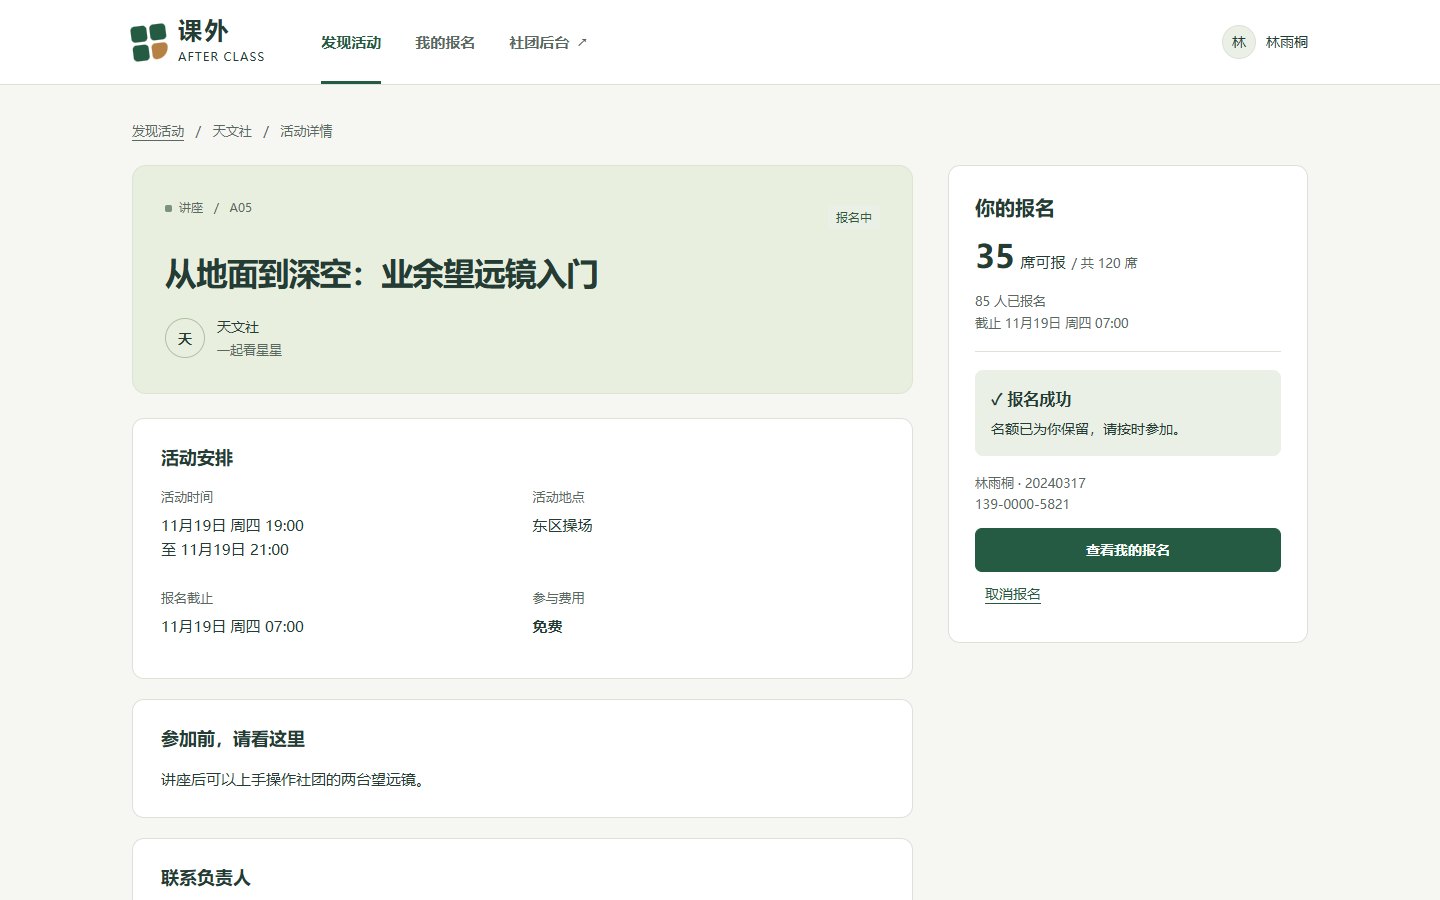 课外
AFTER CLASS
发现活动
我的报名
社团后台 ↗
林
林雨桐
发现活动 / 天文社 / 活动详情
讲座 / A05
报名中
从地面到深空：业余望远镜入门
天
天文社
一起看星星
活动安排
活动时间
11月19日 周四 19:00
至 11月19日 21:00
活动地点
东区操场
报名截止
11月19日 周四 07:00
参与费用
免费
参加前，请看这里
讲座后可以上手操作社团的两台望远镜。
联系负责人
你的报名
35 席可报 / 共 120 席
85 人已报名
截止 11月19日 周四 07:00
✓ 报名成功
名额已为你保留，请按时参加。
林雨桐 · 20240317
139-0000-5821
查看我的报名
取消报名